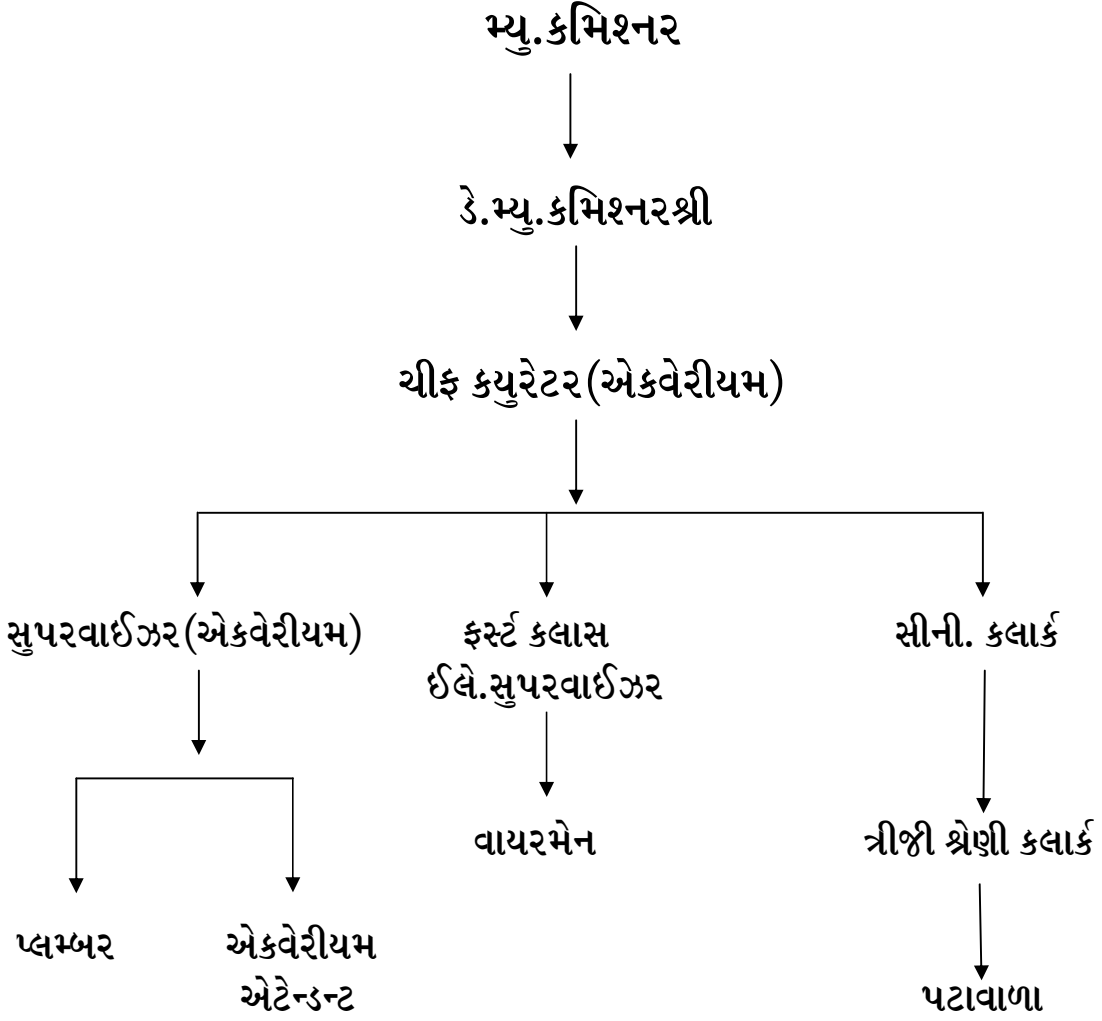 મ્યુ.કમિશ્નર
ડે.મ્યુ.કમિશ્નરશ્રી
ચીફ કયુરેટર(એકવેરીયમ)
સુપરવાઈઝર(એકવેરીયમ)
ફર્સ્ટ કલાસ
ઈલે.સુપરવાઈઝર
સીની. કલાર્ક
વાયરમેન
ત્રીજી શ્રેણી કલાર્ક
પ્લમ્બર
એકવેરીયમ
એટેન્ડન્ટ
પટાવાળા